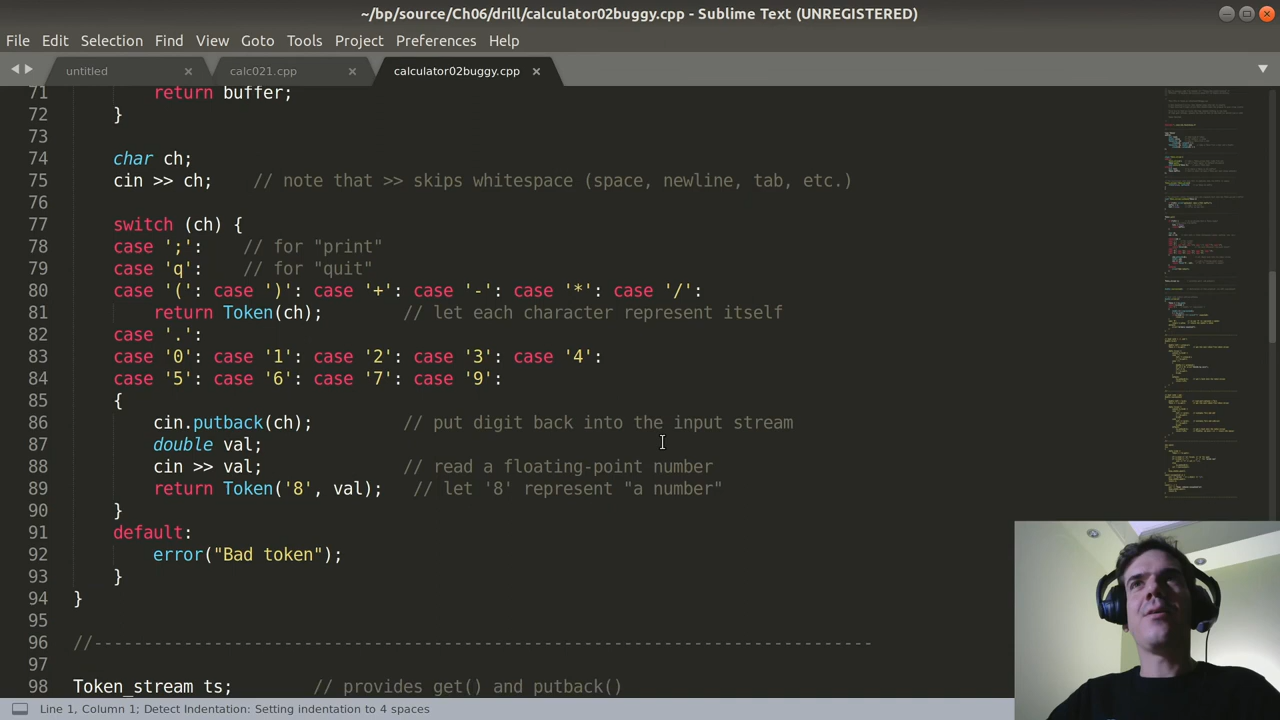 ~/bp/source/Ch06/drill/calculator02buggy.cpp - Sublime Text (UNREGISTERED)
File Edit Selection Find View Goto Tools Project Preferences Help
untitled calc021.cpp calculator02buggy.cpp
71 return buffer;
72 }
73
74 char ch;
75 cin >> ch; // note that >> skips whitespace (space, newline, tab, etc.)
76
77 switch (ch) {
78 case ';': // for "print"
79 case 'q': // for "quit"
80 case '(': case ')': case '+': case '-': case '*': case '/':
81 return Token(ch); // let each character represent itself
82 case '.':
83 case '0': case '1': case '2': case '3': case '4':
84 case '5': case '6': case '7': case '9':
85 {
86 cin.putback(ch); // put digit back into the input stream
87 double val;
88 cin >> val; // read a floating-point number
89 return Token('8', val); // let '8' represent "a number"
90 }
91 default:
92 error("Bad token");
93 }
94 }
95
96 //------------------------------------------------------------------------------
97
98 Token_stream ts; // provides get() and putback()
Line 1, Column 1; Detect Indentation: Setting indentation to 4 spaces